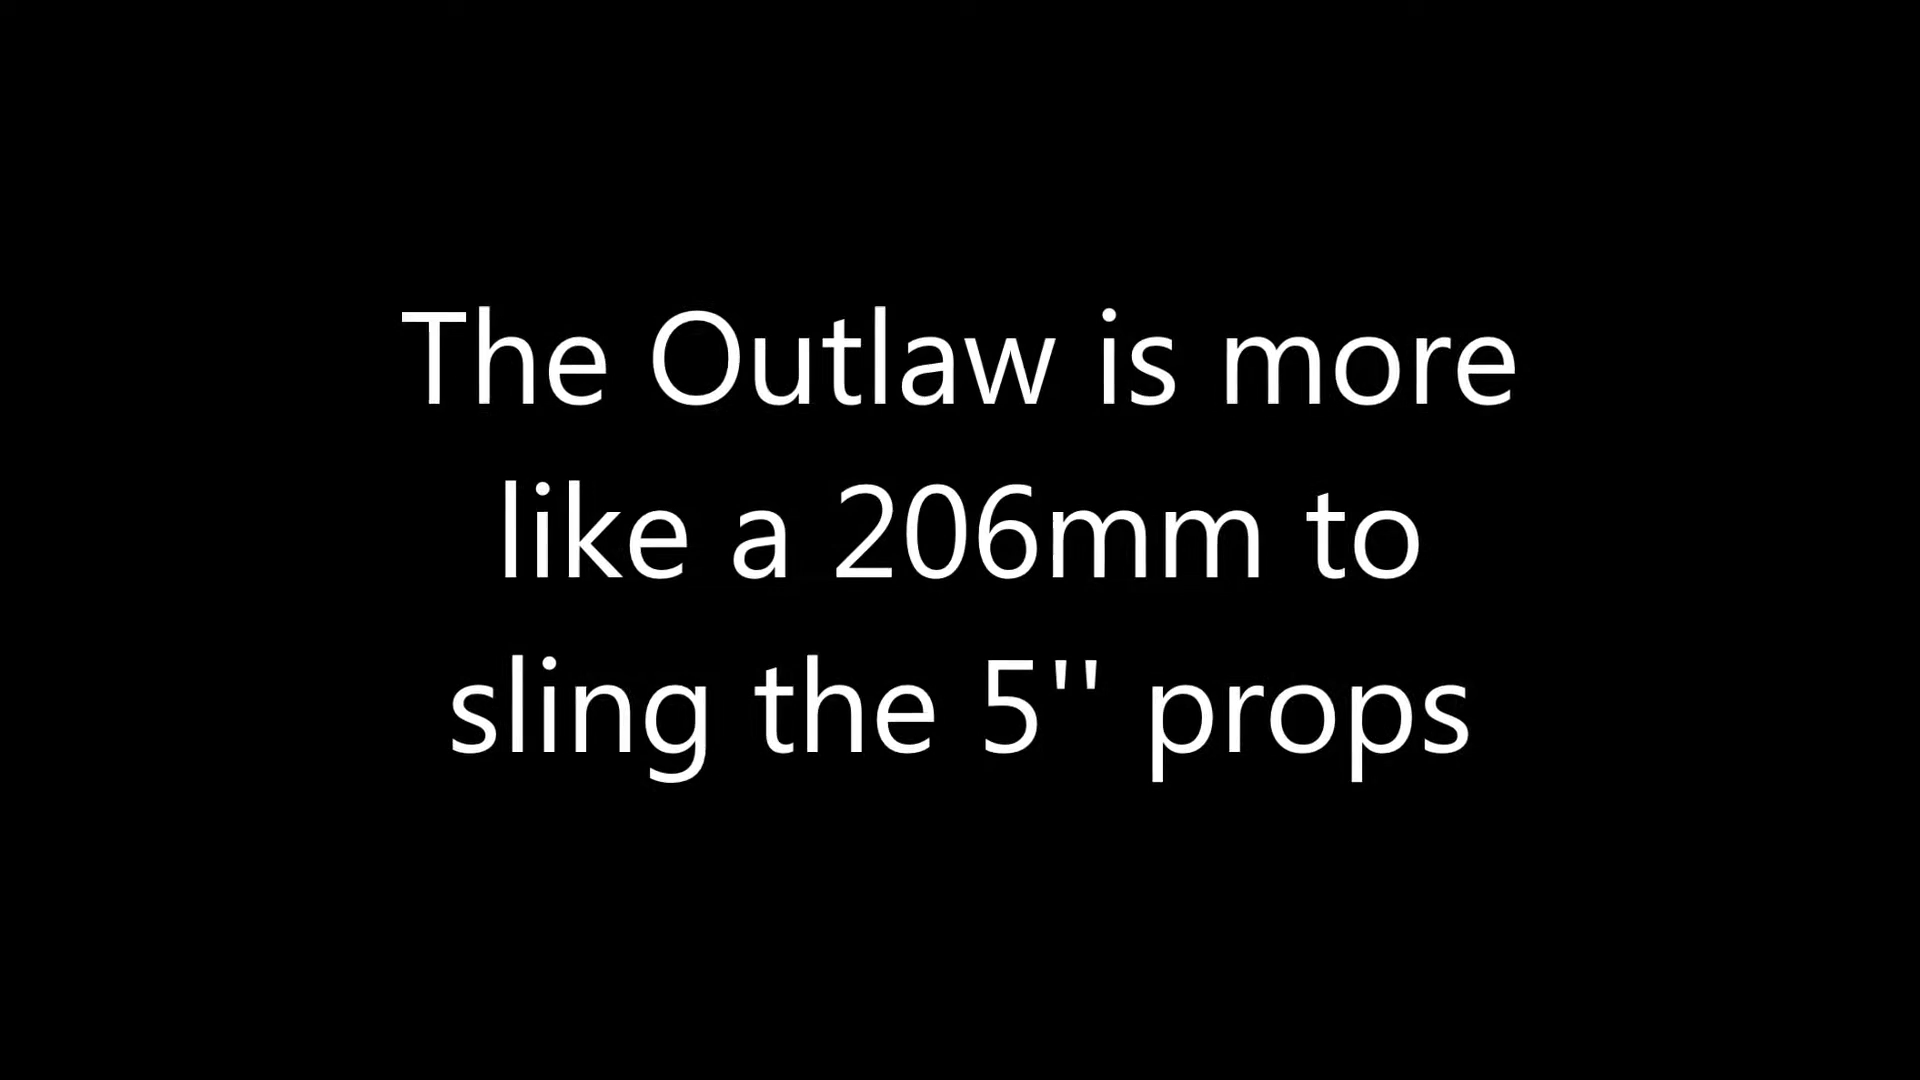 The Outlaw is more
like a 206mm to
sling the 5'' props